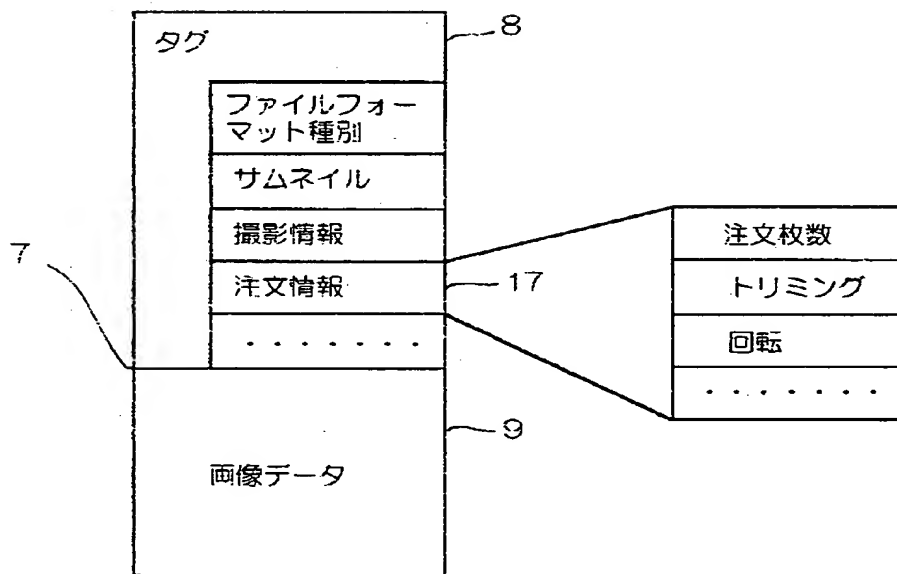 タグ
8
ファイルフォー
マット種別
サムネイル
撮影情報
7
注文情報
17
・・・・・・・
9
画像データ
注文枚数
トリミング
回転
・・・・・・・